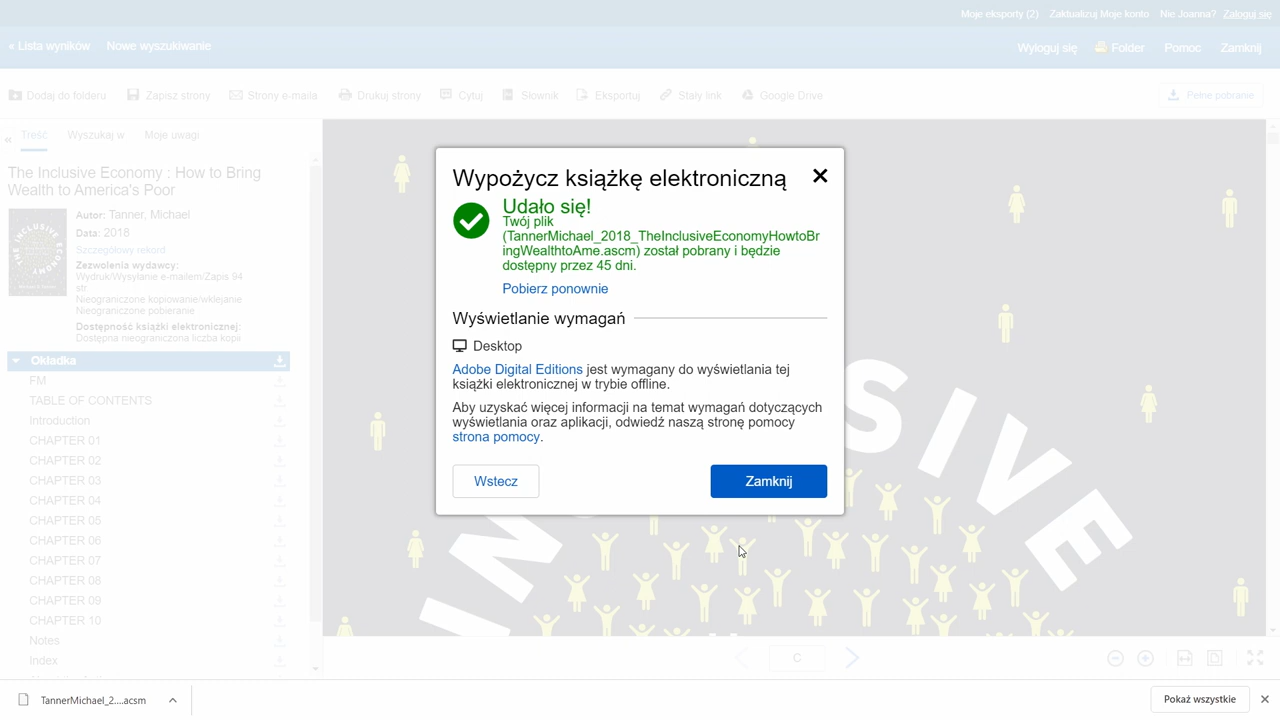 Moje eksporty (2) Zaktualizuj Moje konto Nie Joanna? Zaloguj się
« Lista wyników Nowe wyszukiwanie
Wyloguj się Folder Pomoc Zamknij
Dodaj do folderu Zapisz strony Strony e-maila Drukuj strony Cytuj Słownik Eksportuj Stały link Google Drive Pełne pobranie
« Treść Wyszukaj w Moje uwagi
The Inclusive Economy : How to Bring
Wealth to America's Poor
Autor: Tanner, Michael
Data: 2018
Szczegółowy rekord
Zezwolenia wydawcy:
Wydruk/Wysyłanie e-mailem/Zapis 94
str.
Nieograniczone kopiowanie/wklejanie
Nieograniczone pobieranie
Dostępność książki elektronicznej:
Dostępna nieograniczona liczba kopii
Okładka
FM
TABLE OF CONTENTS
Introduction
CHAPTER 01
CHAPTER 02
CHAPTER 03
CHAPTER 04
CHAPTER 05
CHAPTER 06
CHAPTER 07
CHAPTER 08
CHAPTER 09
CHAPTER 10
Notes
Index
Wypożycz książkę elektroniczną
Udało się!
Twój plik
(TannerMichael_2018_TheInclusiveEconomyHowtoBr
ingWealthtoAme.ascm) został pobrany i będzie
dostępny przez 45 dni.
Pobierz ponownie
Wyświetlanie wymagań
Desktop
Adobe Digital Editions jest wymagany do wyświetlania tej
książki elektronicznej w trybie offline.
Aby uzyskać więcej informacji na temat wymagań dotyczących
wyświetlania oraz aplikacji, odwiedź naszą stronę pomocy
strona pomocy.
Wstecz Zamknij
SIVE
C
TannerMichael_2....acsm
Pokaż wszystkie